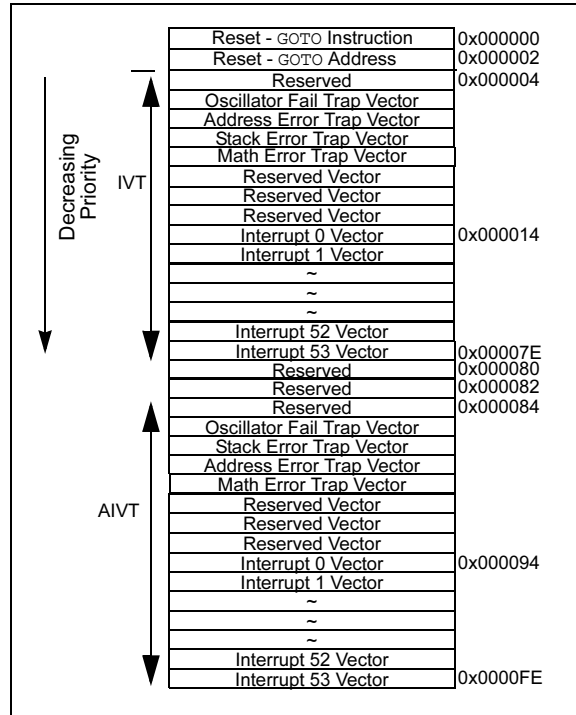 Reset - GOTO Instruction 0x000000
Reset - GOTO Address 0x000002
Reserved 0x000004
Oscillator Fail Trap Vector
Address Error Trap Vector
Stack Error Trap Vector
Math Error Trap Vector
Reserved Vector
Reserved Vector
Reserved Vector
Interrupt 0 Vector 0x000014
Interrupt 1 Vector
~
~
~
Interrupt 52 Vector
Interrupt 53 Vector 0x00007E
Reserved 0x000080
Reserved 0x000082
Reserved 0x000084
Oscillator Fail Trap Vector
Stack Error Trap Vector
Address Error Trap Vector
Math Error Trap Vector
Reserved Vector
Reserved Vector
Reserved Vector
Interrupt 0 Vector 0x000094
Interrupt 1 Vector
~
~
~
Interrupt 52 Vector
Interrupt 53 Vector 0x0000FE
Decreasing
Priority
IVT
AIVT